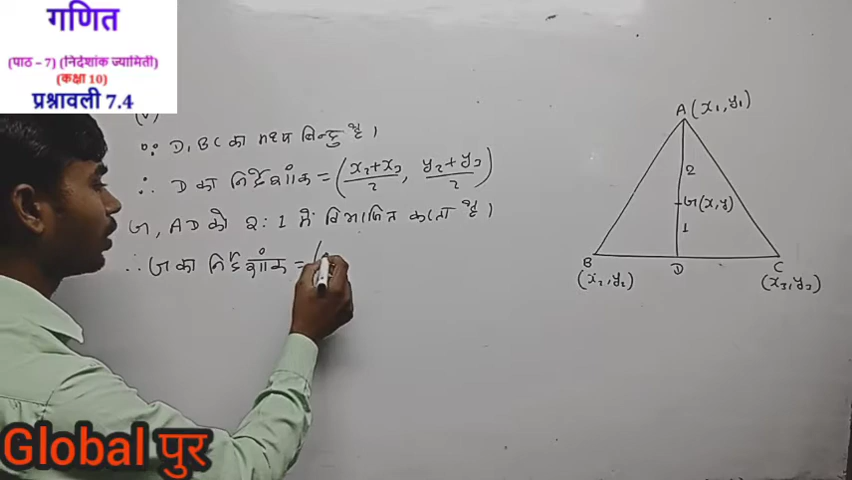 गणित
(पाठ – 7) (निर्देशांक ज्यामिती)
(कक्षा 10)
प्रश्नावली 7.4
(v)
∵ D, BC का मध्य बिन्दु है।
∴ D का निर्देशांक = (x₂+x₃/2, y₂+y₃/2)
G, AD को 2:1 में विभाजित करता है।
∴ G का निर्देशांक = (
A(x₁, y₁)
2
G(x, y)
1
B
D
C
(x₂, y₂)
(x₃, y₃)
Global पुर